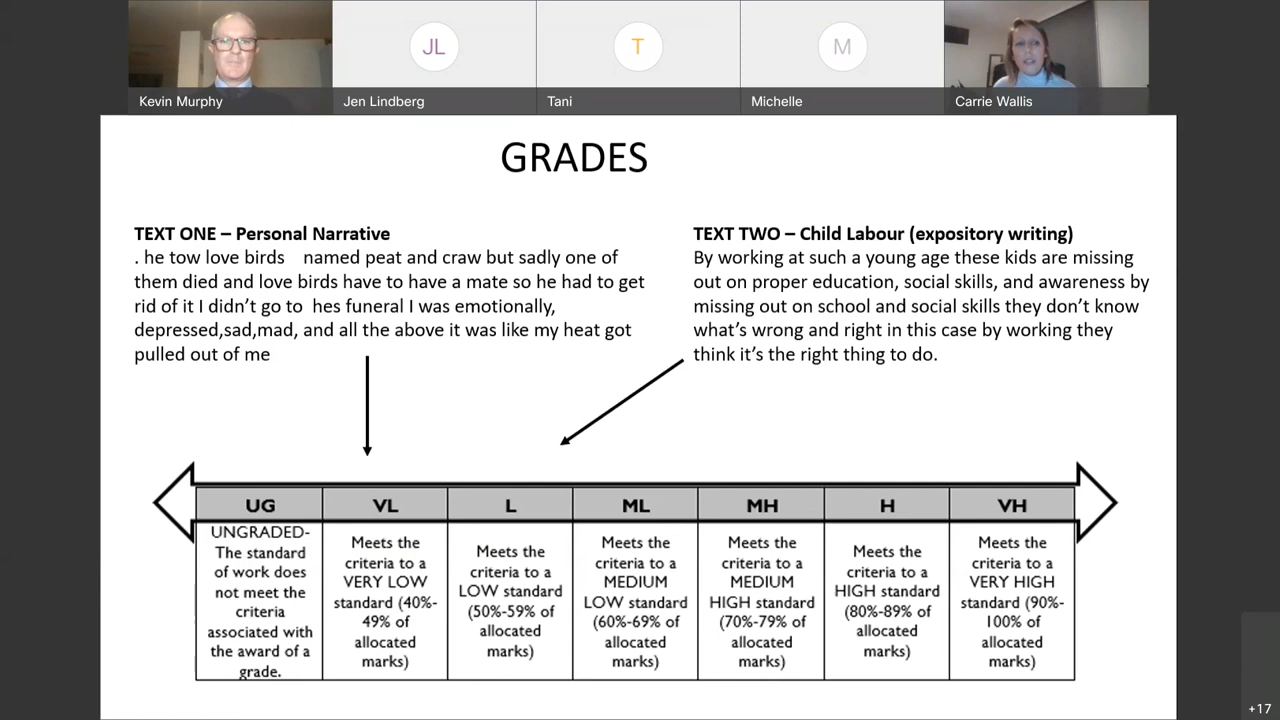 JL
T
M
Kevin Murphy
Jen Lindberg
Tani
Michelle
Carrie Wallis
GRADES
TEXT ONE – Personal Narrative
. he tow love birds named peat and craw but sadly one of
them died and love birds have to have a mate so he had to get
rid of it I didn't go to hes funeral I was emotionally,
depressed,sad,mad, and all the above it was like my heat got
pulled out of me
TEXT TWO – Child Labour (expository writing)
By working at such a young age these kids are missing
out on proper education, social skills, and awareness by
missing out on school and social skills they don't know
what's wrong and right in this case by working they
think it's the right thing to do.
UG
VL
L
ML
MH
H
VH
UNGRADED-
The standard
of work does
not meet the
criteria
associated with
the award of a
grade.
Meets the
criteria to a
VERY LOW
standard (40%-
49% of
allocated
marks)
Meets the
criteria to a
LOW standard
(50%-59% of
allocated
marks)
Meets the
criteria to a
MEDIUM
LOW standard
(60%-69% of
allocated
marks)
Meets the
criteria to a
MEDIUM
HIGH standard
(70%-79% of
allocated
marks)
Meets the
criteria to a
HIGH standard
(80%-89% of
allocated
marks)
Meets the
criteria to a
VERY HIGH
standard (90%-
100% of
allocated
marks)
+17